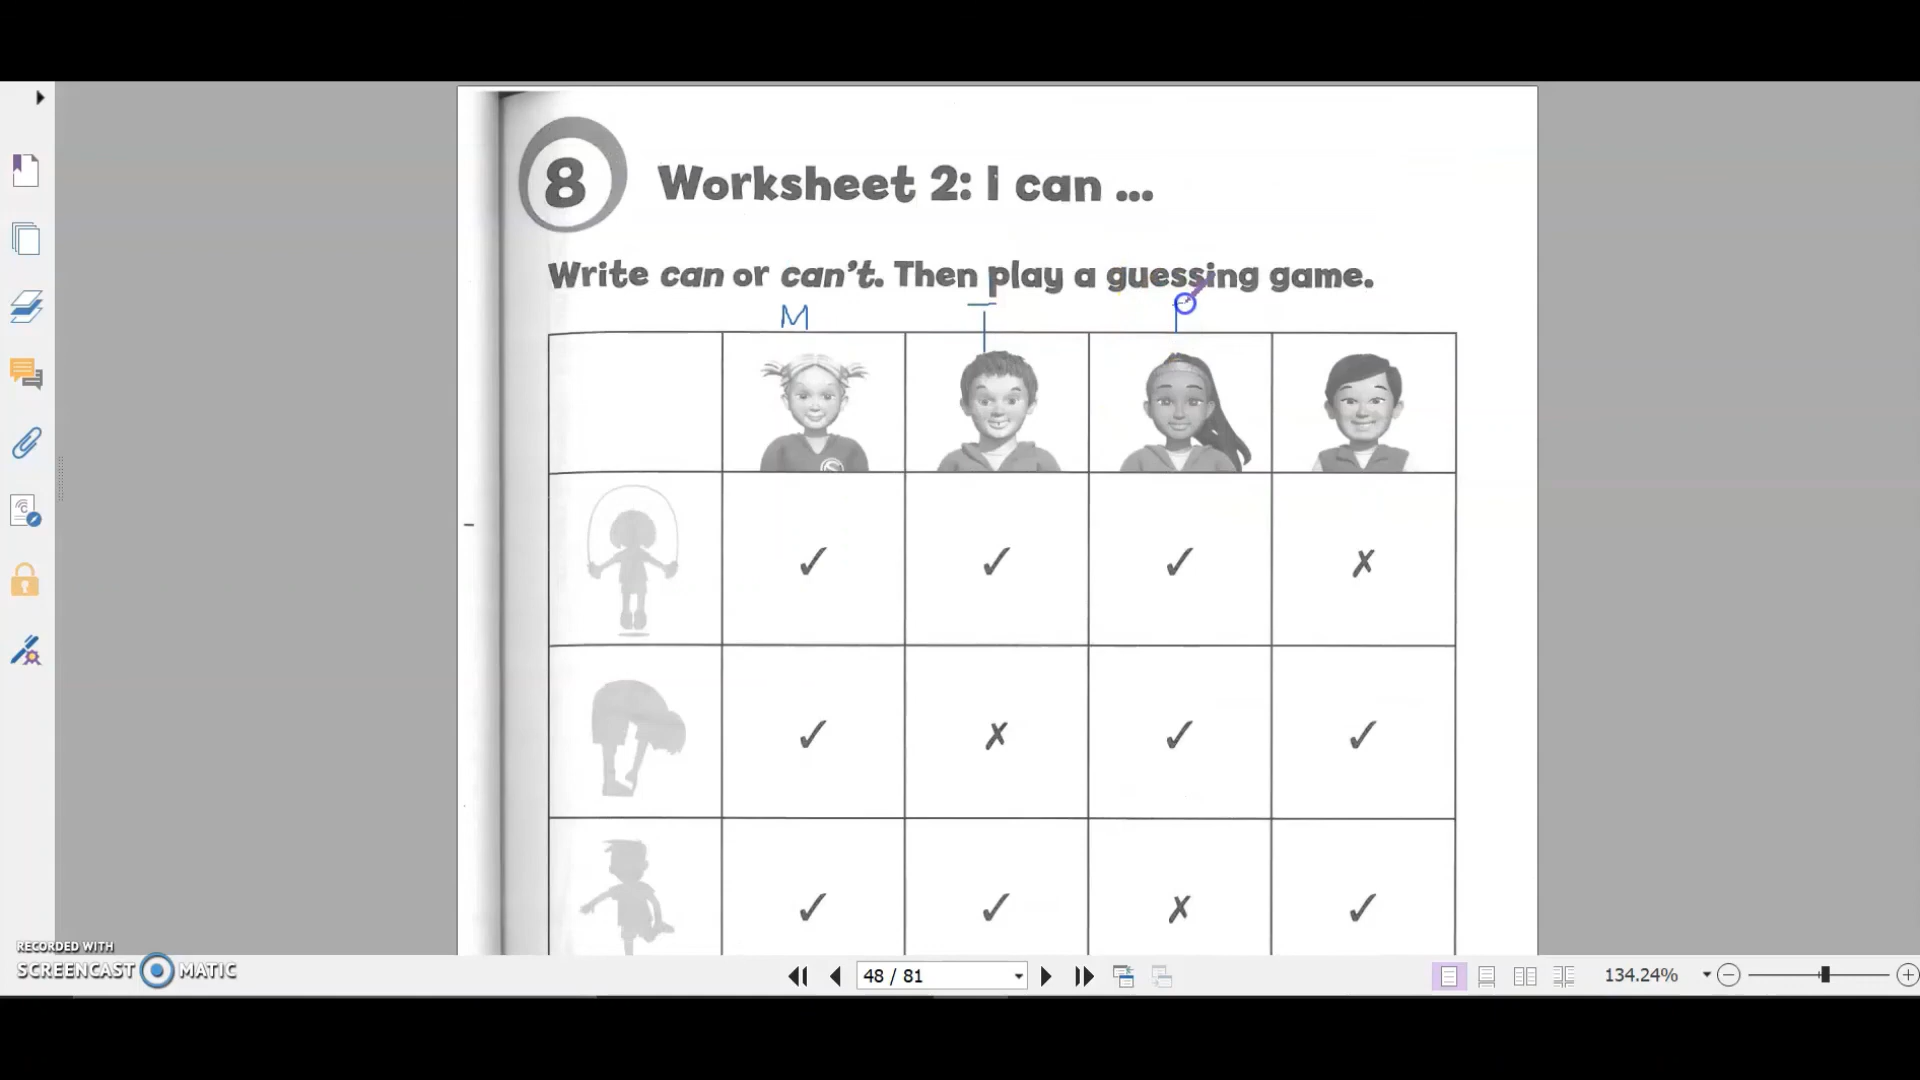 8 Worksheet 2: I can ...
Write can or can't. Then play a guessing game.
M T
✓ ✓ ✓ ✗
✓ ✗ ✓ ✓
✓ ✓ ✗ ✓
RECORDED WITH
SCREENCAST MATIC
48 / 81
134.24%